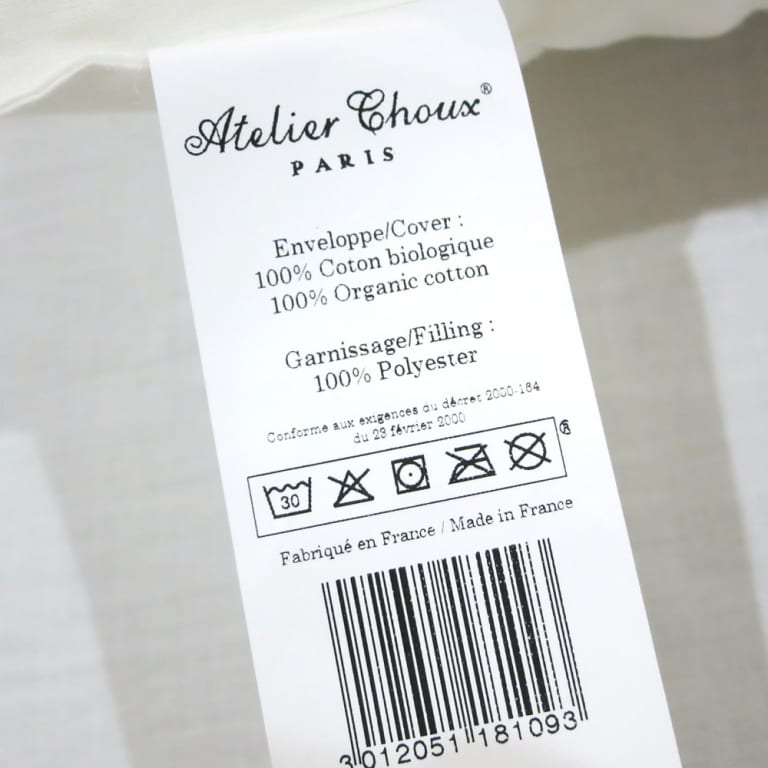 Atelier Choux®
PARIS
Enveloppe/Cover :
100% Coton biologique
100% Organic cotton
Garnissage/Filling :
100% Polyester
Conforme aux exigences du décret 2000-164
du 23 février 2000
30
®
Fabriqué en France / Made in France
3 012051 181093